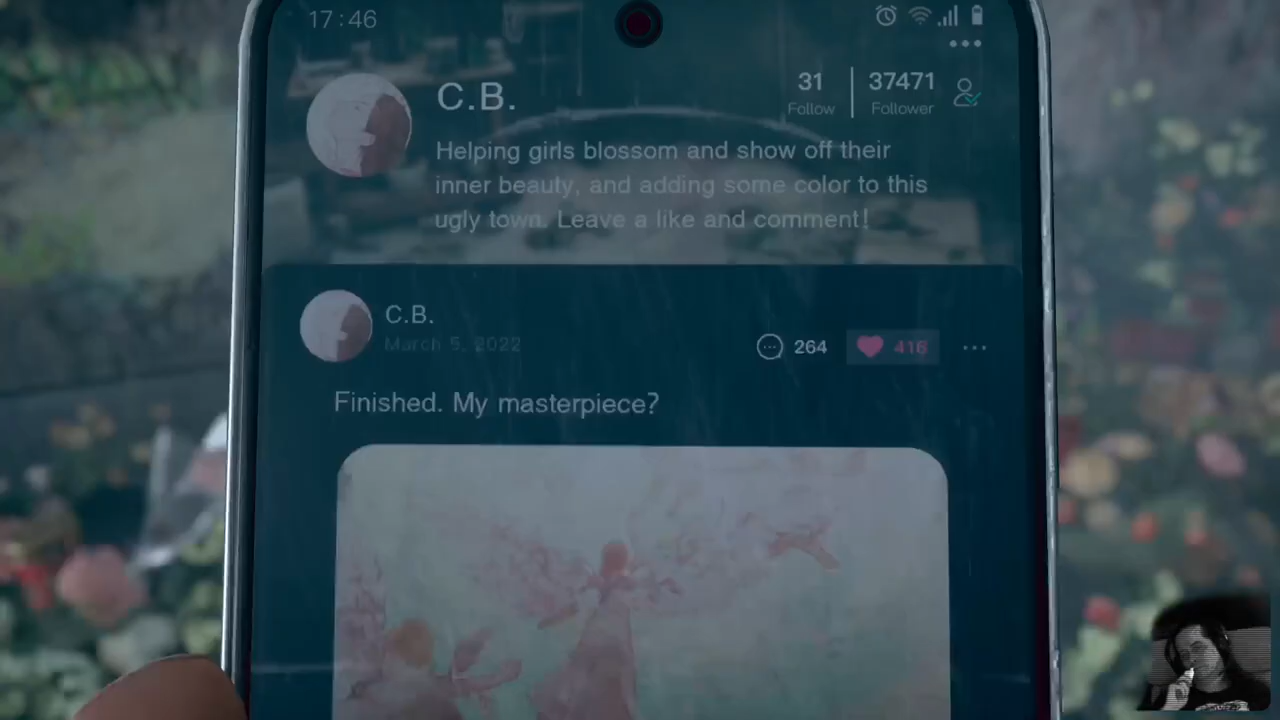 17:46
C.B.
31
Follow
37471
Follower
Helping girls blossom and show off their
inner beauty, and adding some color to this
ugly town. Leave a like and comment!
C.B.
March 5, 2022
264
416
Finished. My masterpiece?